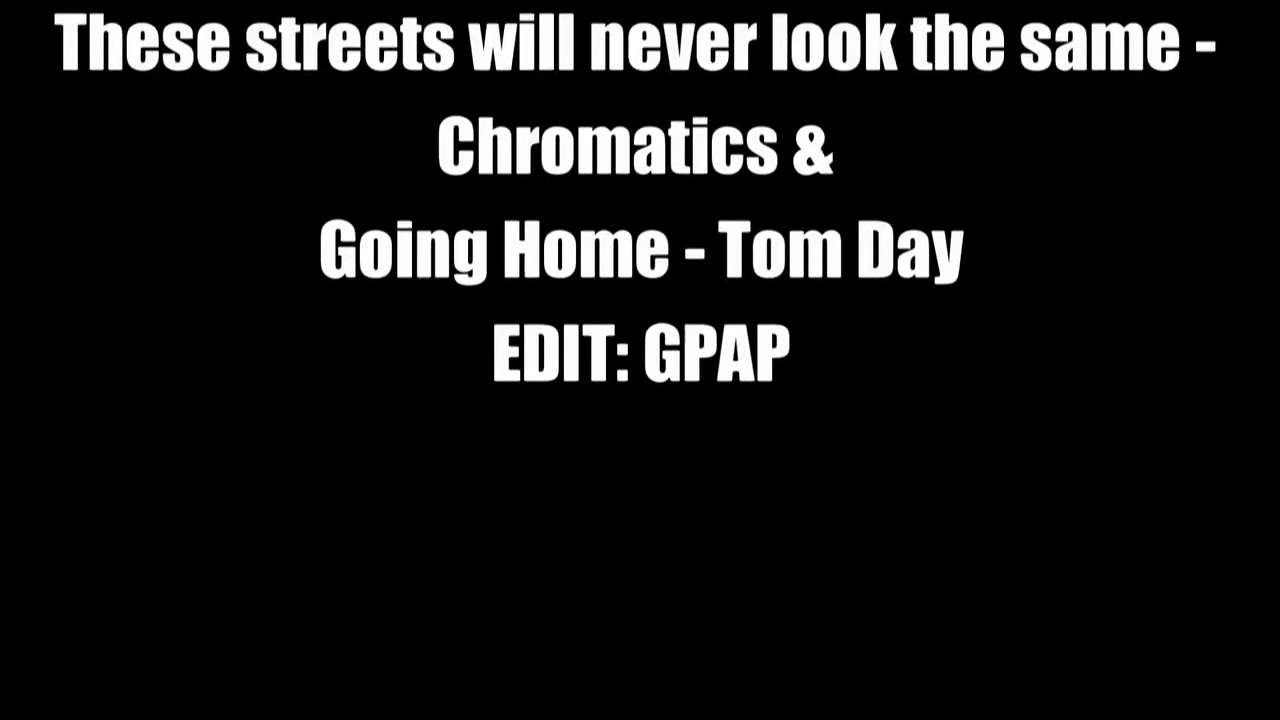 These streets will never look the same -
Chromatics &
Going Home - Tom Day
EDIT: GPAP